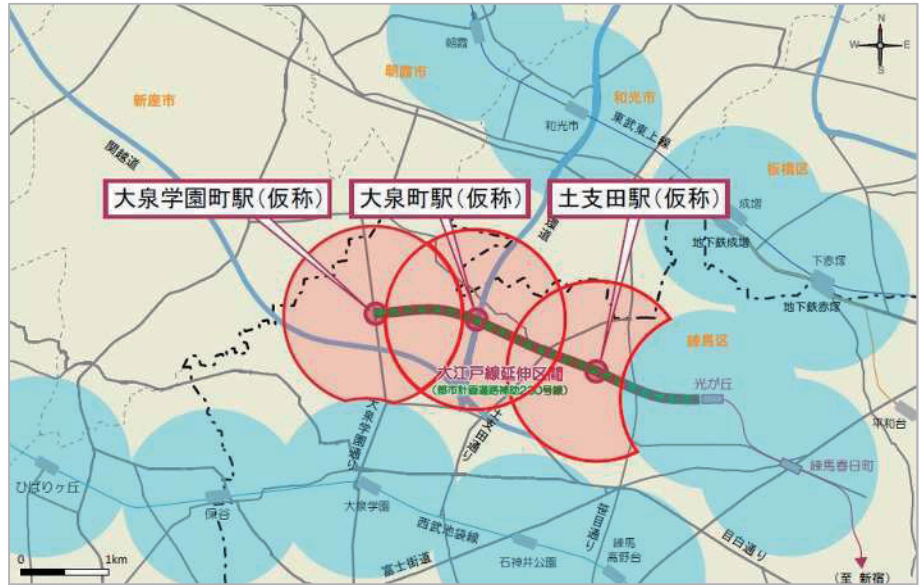 N
W E
S
朝霞
朝霞市
新座市
和光市
和光市
東武東上線
関越道
板橋区
大泉学園町駅(仮称)
大泉町駅(仮称)
土支田駅(仮称)
環道
成増
地下鉄成増
下赤塚
地下鉄赤塚
練馬区
大江戸線延伸区間
(都市計画道路補助230号線)
光が丘
平和台
大泉学園通り
土支田通り
練馬春日町
ひばりヶ丘
保谷
大泉学園
西武池袋線
笹目通り
目白通り
石神井公園
練馬
高野台
富士街道
0 1km
(至 新宿)